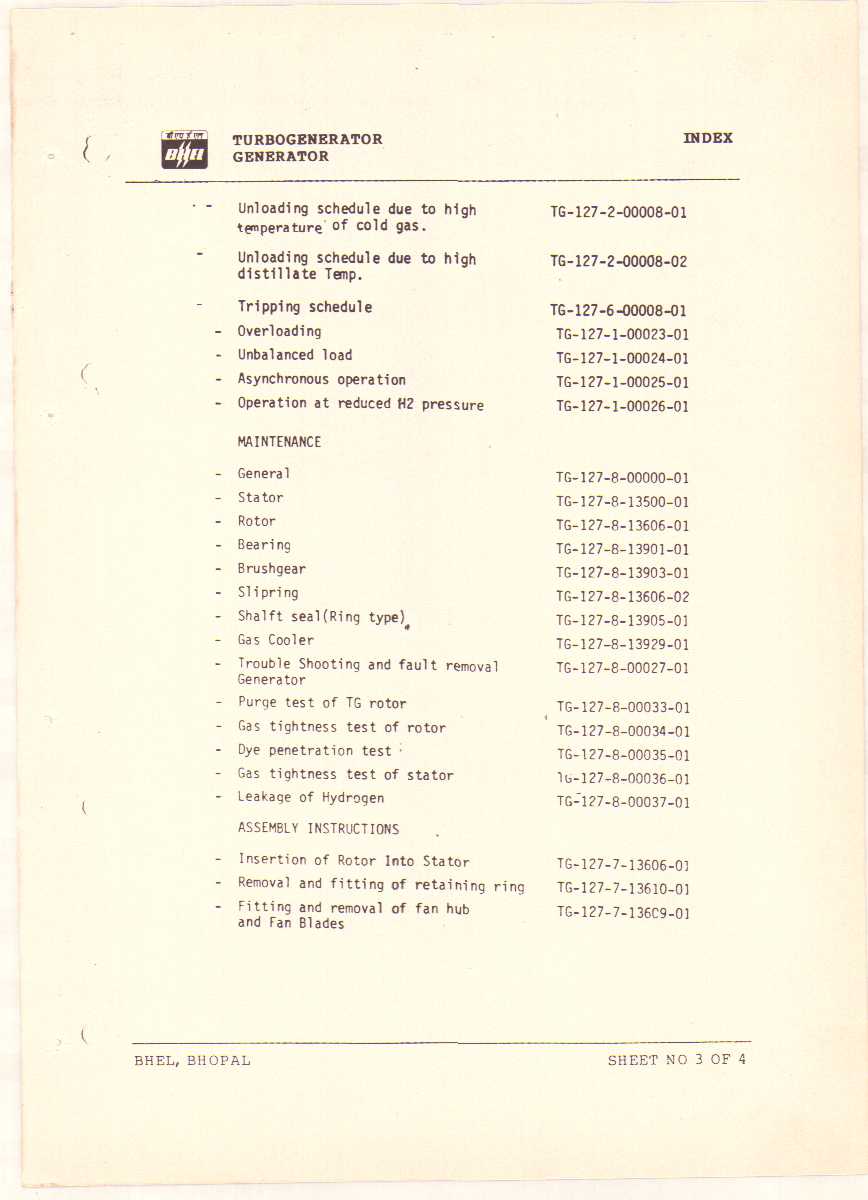 बी एच ई एल
BHEL
TURBOGENERATOR INDEX
GENERATOR
- Unloading schedule due to high TG-127-2-00008-01
temperature of cold gas.
- Unloading schedule due to high TG-127-2-00008-02
distillate Temp.
- Tripping schedule TG-127-6-00008-01
- Overloading TG-127-1-00023-01
- Unbalanced load TG-127-1-00024-01
- Asynchronous operation TG-127-1-00025-01
- Operation at reduced H2 pressure TG-127-1-00026-01
MAINTENANCE
- General TG-127-8-00000-01
- Stator TG-127-8-13500-01
- Rotor TG-127-8-13606-01
- Bearing TG-127-8-13901-01
- Brushgear TG-127-8-13903-01
- Slipring TG-127-8-13606-02
- Shalft seal(Ring type) TG-127-8-13905-01
- Gas Cooler TG-127-8-13929-01
- Trouble Shooting and fault removal TG-127-8-00027-01
Generator
- Purge test of TG rotor TG-127-8-00033-01
- Gas tightness test of rotor TG-127-8-00034-01
- Dye penetration test TG-127-8-00035-01
- Gas tightness test of stator TG-127-8-00036-01
- Leakage of Hydrogen TG-127-8-00037-01
ASSEMBLY INSTRUCTIONS
- Insertion of Rotor Into Stator TG-127-7-13606-01
- Removal and fitting of retaining ring TG-127-7-13610-01
- Fitting and removal of fan hub TG-127-7-13609-01
and Fan Blades
BHEL, BHOPAL SHEET NO 3 OF 4